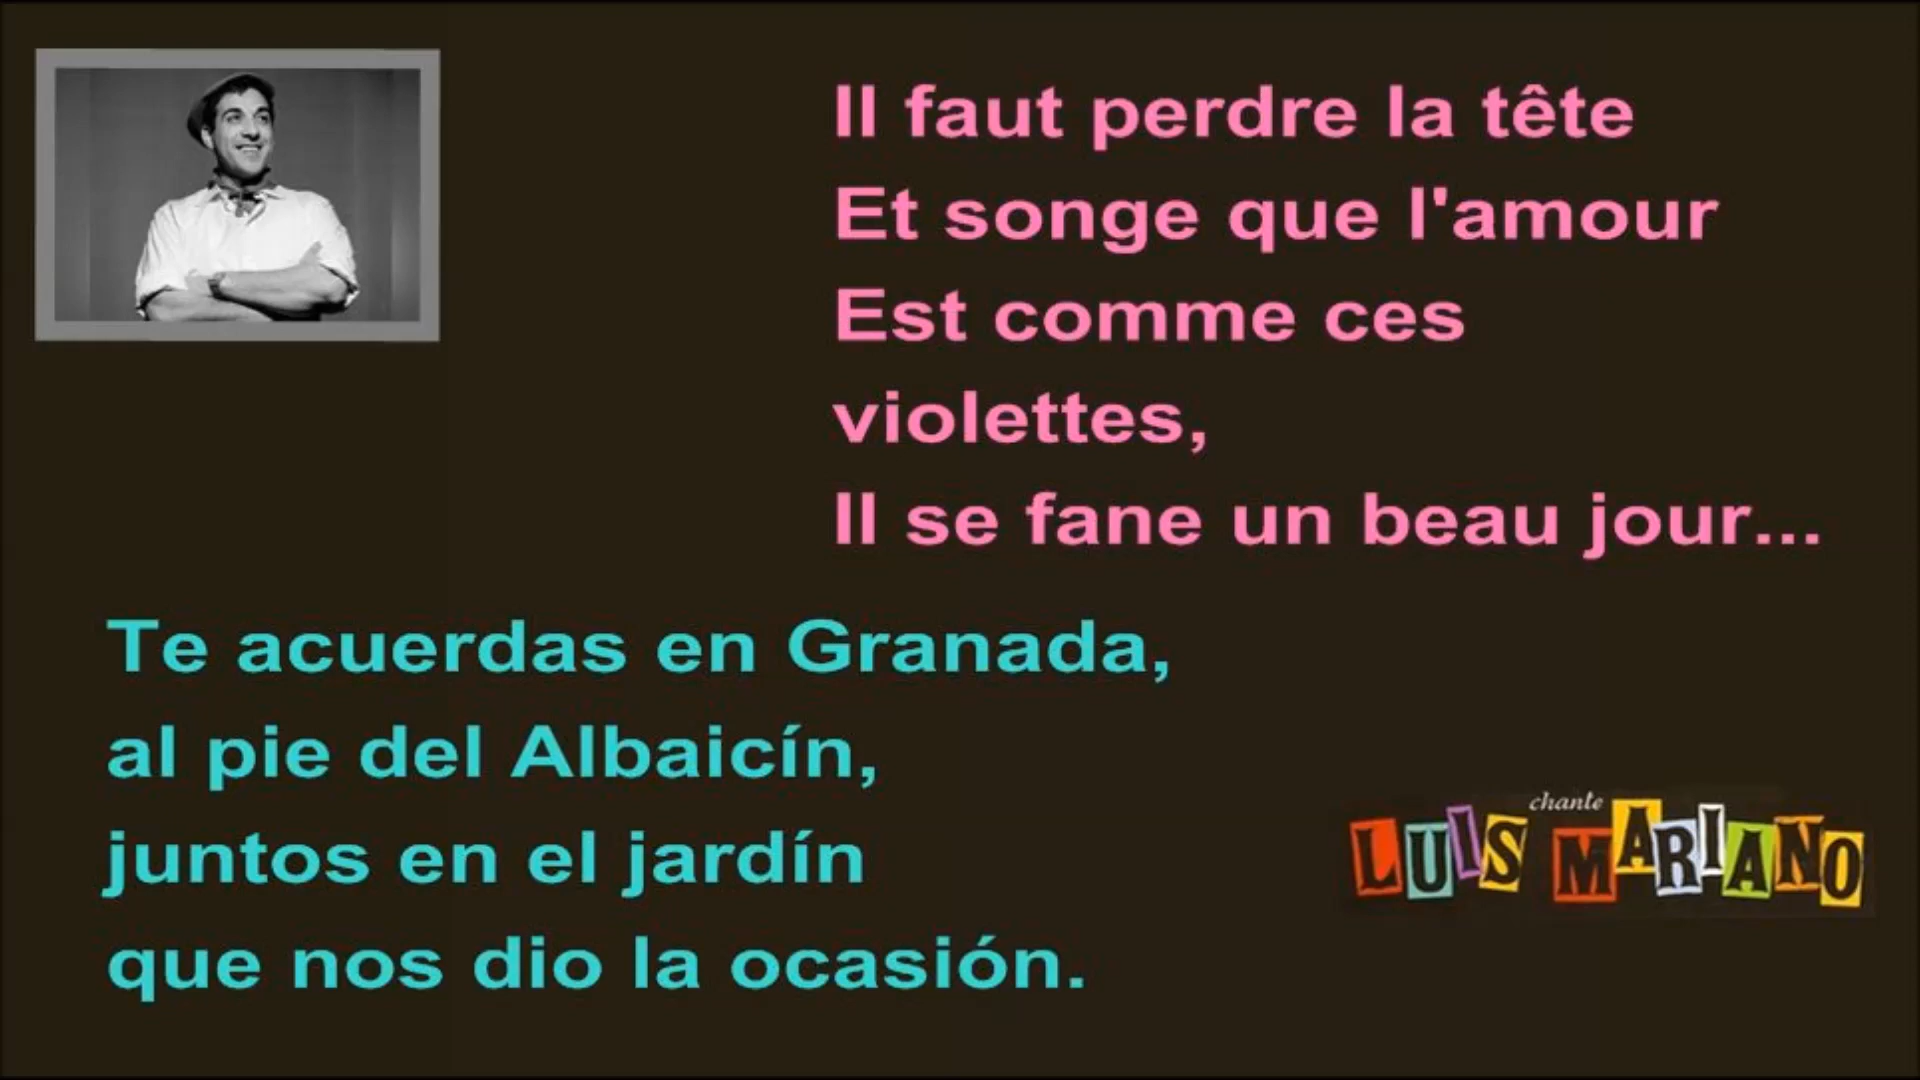 Il faut perdre la tête
Et songe que l'amour
Est comme ces
violettes,
Il se fane un beau jour...
Te acuerdas en Granada,
al pie del Albaicín,
juntos en el jardín
que nos dio la ocasión.
chante
LUIS MARIANO